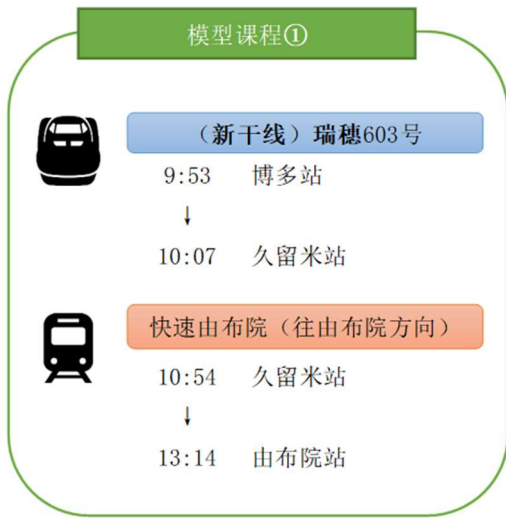 模型课程①
（新干线）瑞穗603号
9:53 博多站
↓
10:07 久留米站
快速由布院（往由布院方向）
10:54 久留米站
↓
13:14 由布院站